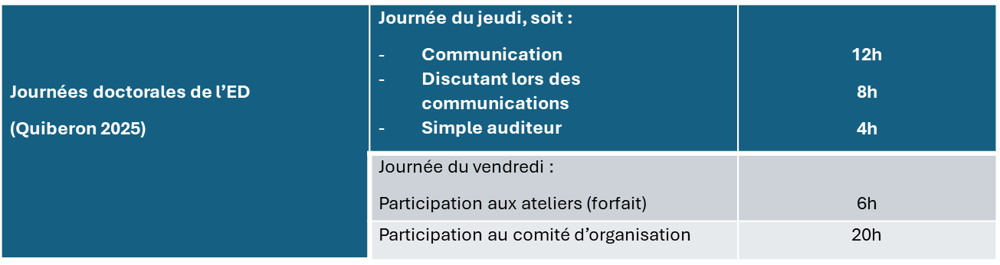 Journées doctorales de l’ED
(Quiberon 2025)
Journée du jeudi, soit :
- Communication
- Discutant lors des
communications
- Simple auditeur
12h
8h
4h
Journée du vendredi :
Participation aux ateliers (forfait)
6h
Participation au comité d’organisation
20h